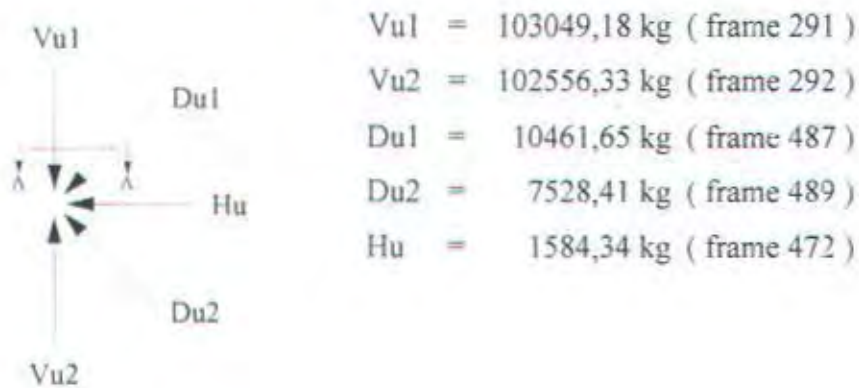 Vu1
Du1
A A
Hu
Du2
Vu2
Vu1 = 103049,18 kg ( frame 291 )
Vu2 = 102556,33 kg ( frame 292 )
Du1 = 10461,65 kg ( frame 487 )
Du2 = 7528,41 kg ( frame 489 )
Hu = 1584,34 kg ( frame 472 )